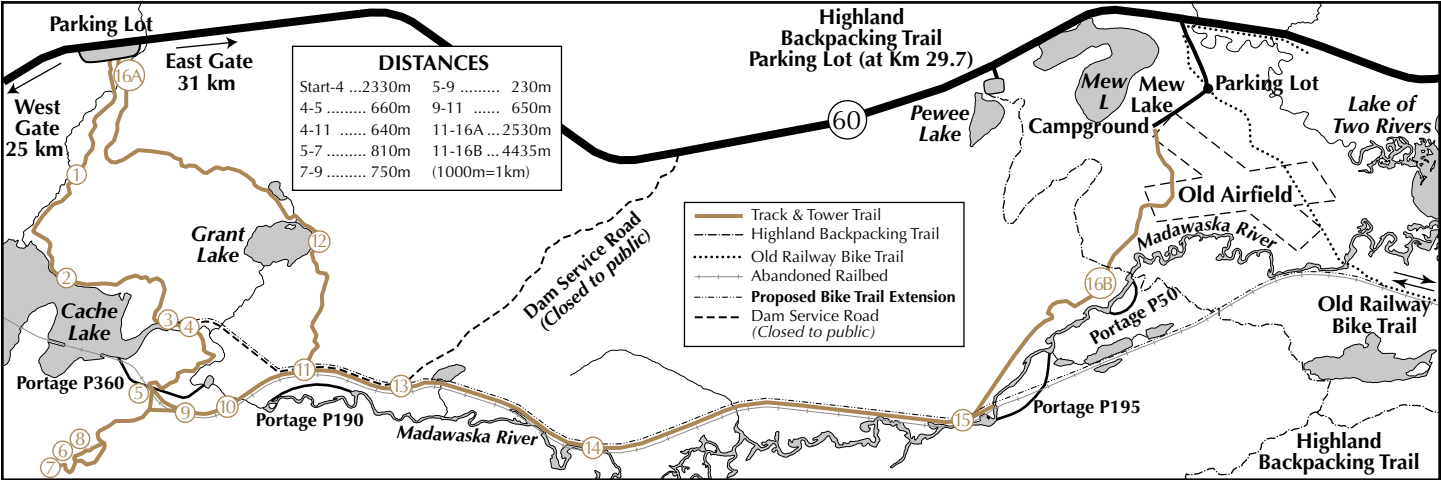 Parking Lot
16A
East Gate
31 km
West
Gate
25 km
DISTANCES
Start-4 ...2330m 5-9 ......... 230m
4-5 ......... 660m 9-11 ...... 650m
4-11 ...... 640m 11-16A ...2530m
5-7 ......... 810m 11-16B ... 4435m
7-9 ......... 750m (1000m=1km)
Highland
Backpacking Trail
Parking Lot (at Km 29.7)
60
Pewee
Lake
Mew
L
Mew
Lake
Campground
Parking Lot
Lake of
Two Rivers
Old Airfield
Madawaska River
1
Grant
Lake
12
2
Cache
Lake
3
4
Dam Service Road
(Closed to public)
Track & Tower Trail
Highland Backpacking Trail
Old Railway Bike Trail
Abandoned Railbed
Proposed Bike Trail Extension
Dam Service Road
(Closed to public)
16B
Portage P50
Old Railway
Bike Trail
Portage P360
5
9
10
11
13
Portage P190
Madawaska River
14
15
Portage P195
8
6
7
Highland
Backpacking Trail